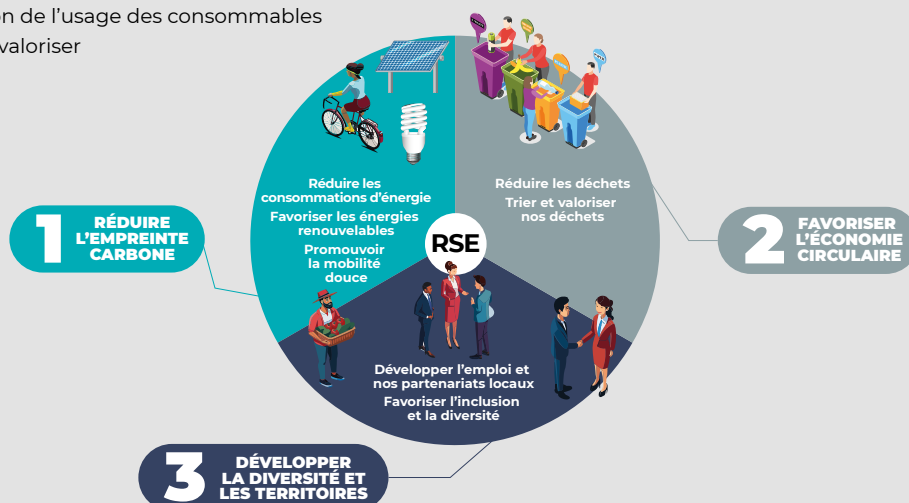 on de l'usage des consommables
valoriser
Réduire les
consommations d'énergie
Favoriser les énergies
renouvelables
Promouvoir
la mobilité
douce
Réduire les déchets
Trier et valoriser
nos déchets
RSE
1 RÉDUIRE
L'EMPREINTE
CARBONE
2 FAVORISER
L'ÉCONOMIE
CIRCULAIRE
Développer l'emploi et
nos partenariats locaux
Favoriser l'inclusion
et la diversité
3 DÉVELOPPER
LA DIVERSITÉ ET
LES TERRITOIRES